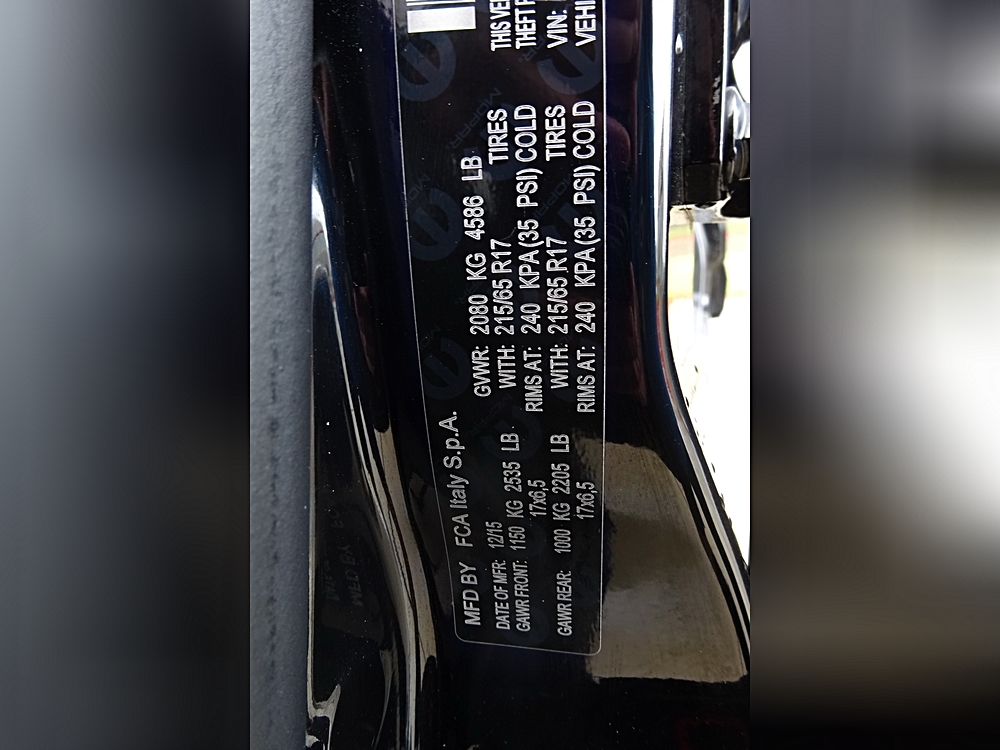 MFD BY FCA Italy S.p.A.
DATE OF MFR: 12/15 GVWR: 2080 KG 4586 LB
GAWR FRONT: 1150 KG 2535 LB WITH: 215/65 R17 TIRES
17x6,5 RIMS AT: 240 KPA(35 PSI) COLD
GAWR REAR: 1000 KG 2205 LB WITH: 215/65 R17 TIRES
17x6,5 RIMS AT: 240 KPA(35 PSI) COLD
THIS VE
THEFT
VIN:
VEHI